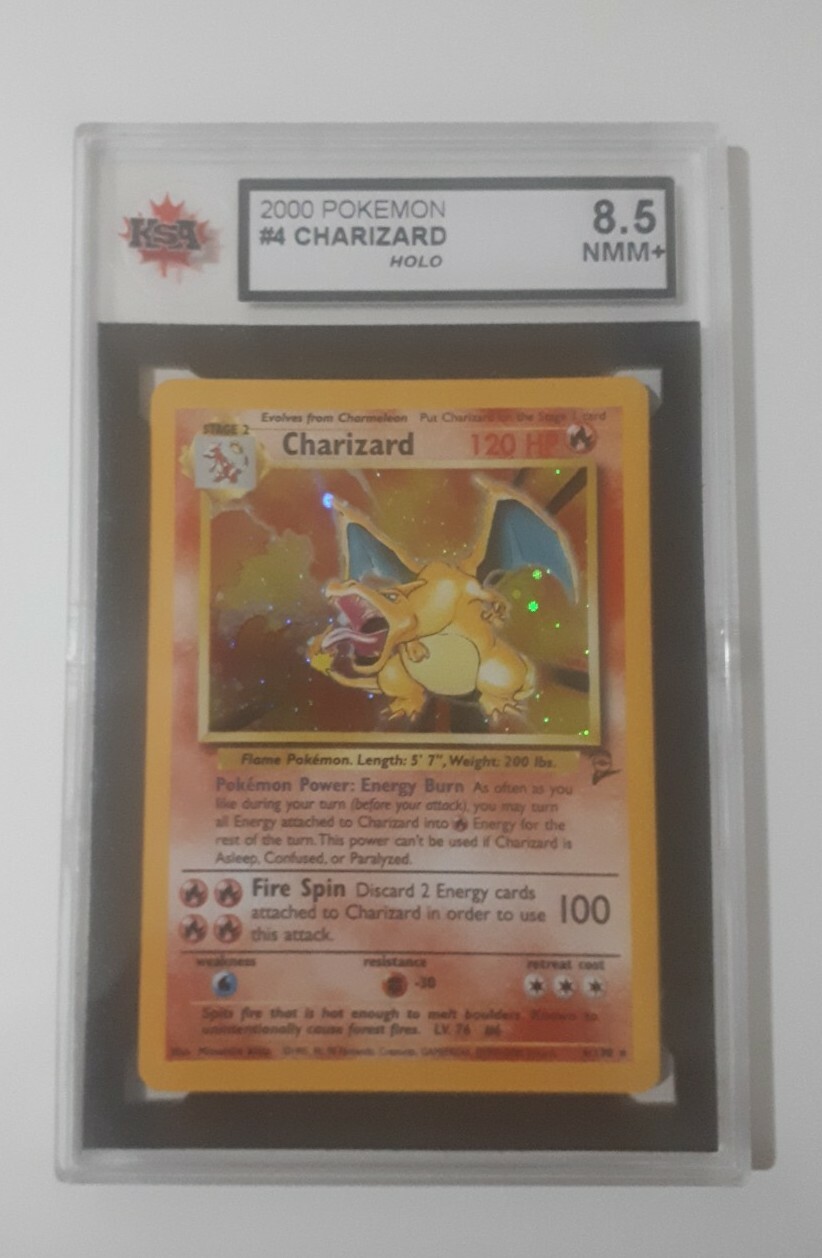 KSA
2000 POKEMON
#4 CHARIZARD
HOLO
8.5
NMM+
Evolves from Charmeleon Put Charizard on the Stage 1 card
STAGE 2
Charizard 120 HP
Flame Pokémon. Length: 5' 7", Weight: 200 lbs.
Pokémon Power: Energy Burn As often as you
like during your turn (before your attack), you may turn
all Energy attached to Charizard into Energy for the
rest of the turn. This power can't be used if Charizard is
Asleep, Confused, or Paralyzed.
Fire Spin Discard 2 Energy cards
attached to Charizard in order to use 100
this attack.
weakness resistance retreat cost
-30
Spits fire that is hot enough to melt boulders. Known to
unintentionally cause forest fires. LV. 76